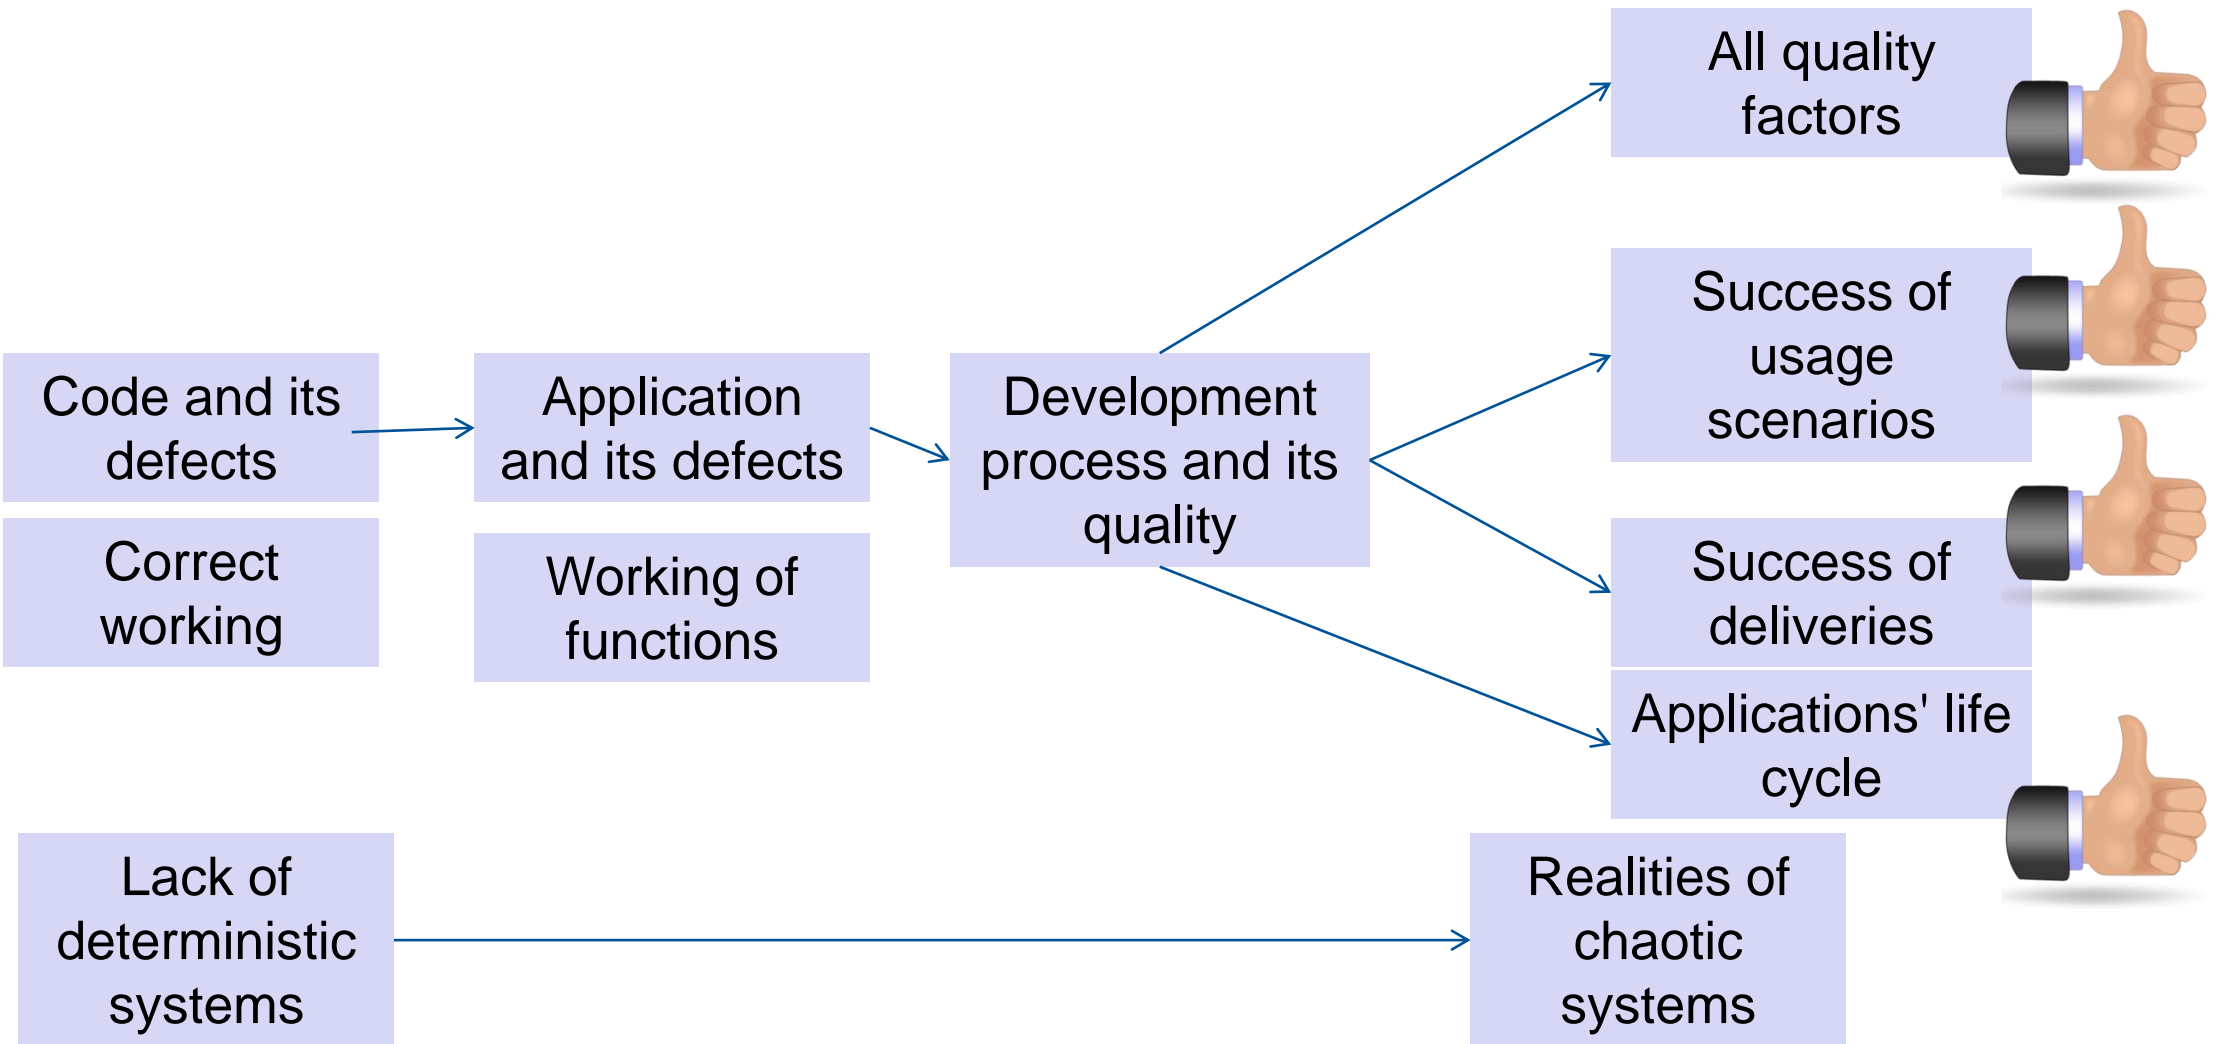 All quality
factors
Success of
usage
scenarios
Code and its
defects
Application
and its defects
Development
process and its
quality
Correct
working
Working of
functions
Success of
deliveries
Applications' life
cycle
Lack of
deterministic
systems
Realities of
chaotic
systems